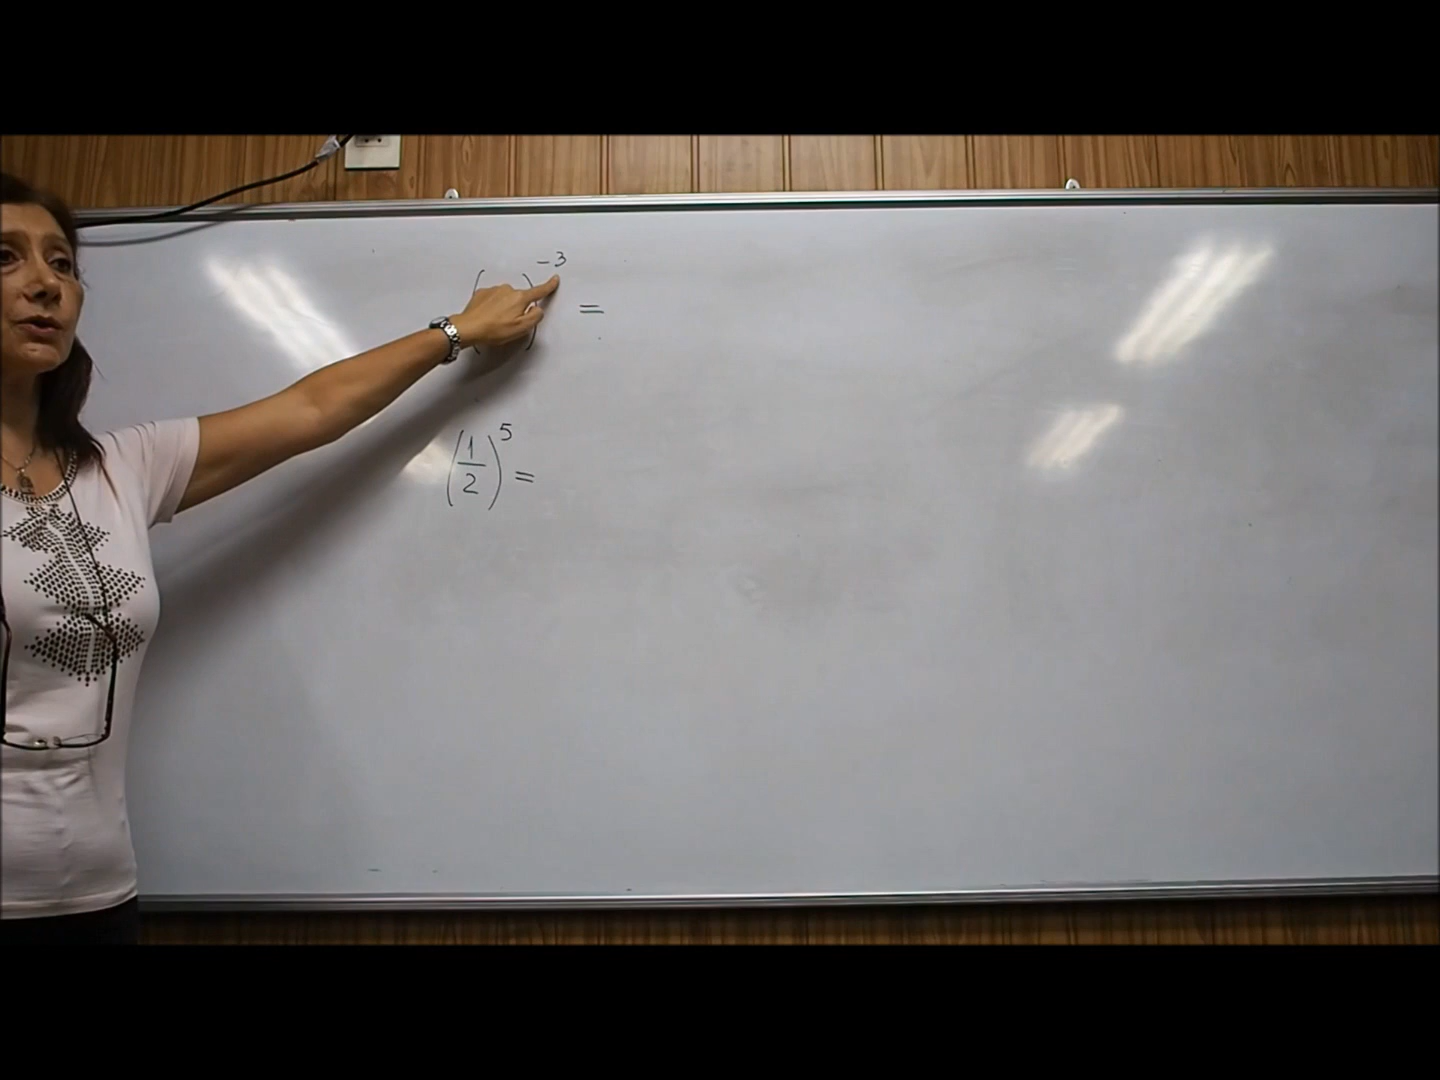 ( )⁻³ =
(1/2)⁵ =